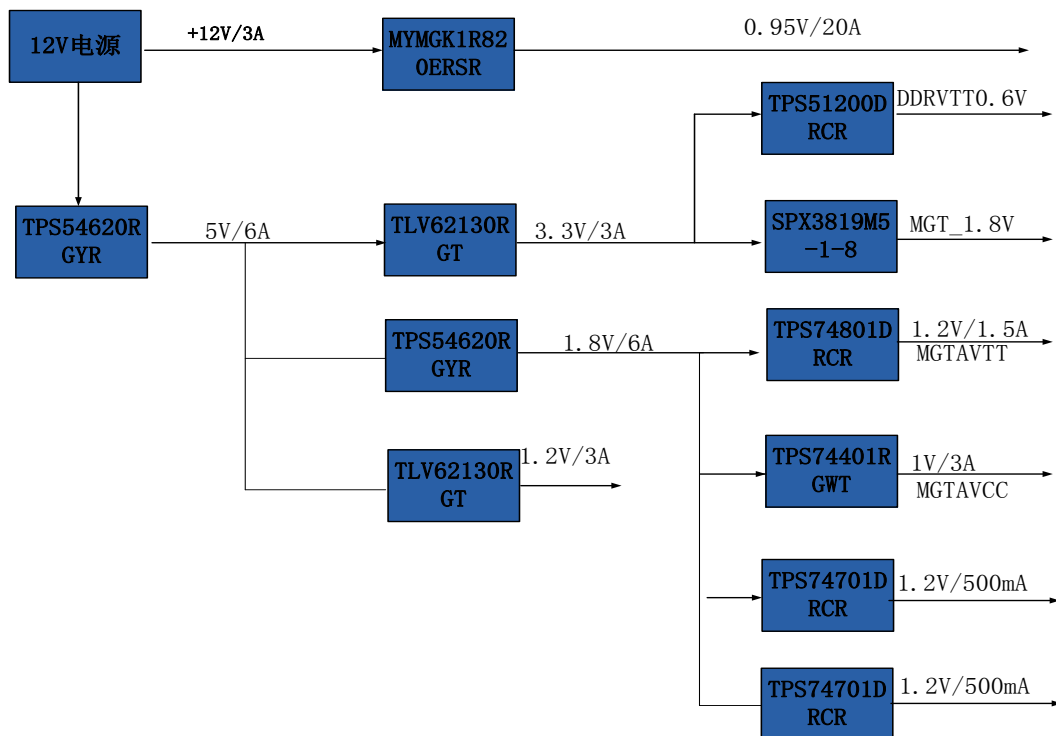 12V电源
+12V/3A
MYMGK1R82
0ERSR
0.95V/20A
TPS51200D
RCR
DDRVTT0.6V
TPS54620R
GYR
5V/6A
TLV62130R
GT
3.3V/3A
SPX3819M5
-1-8
MGT_1.8V
TPS54620R
GYR
1.8V/6A
TPS74801D
RCR
1.2V/1.5A
MGTAVTT
TLV62130R
GT
1.2V/3A
TPS74401R
GWT
1V/3A
MGTAVCC
TPS74701D
RCR
1.2V/500mA
TPS74701D
RCR
1.2V/500mA